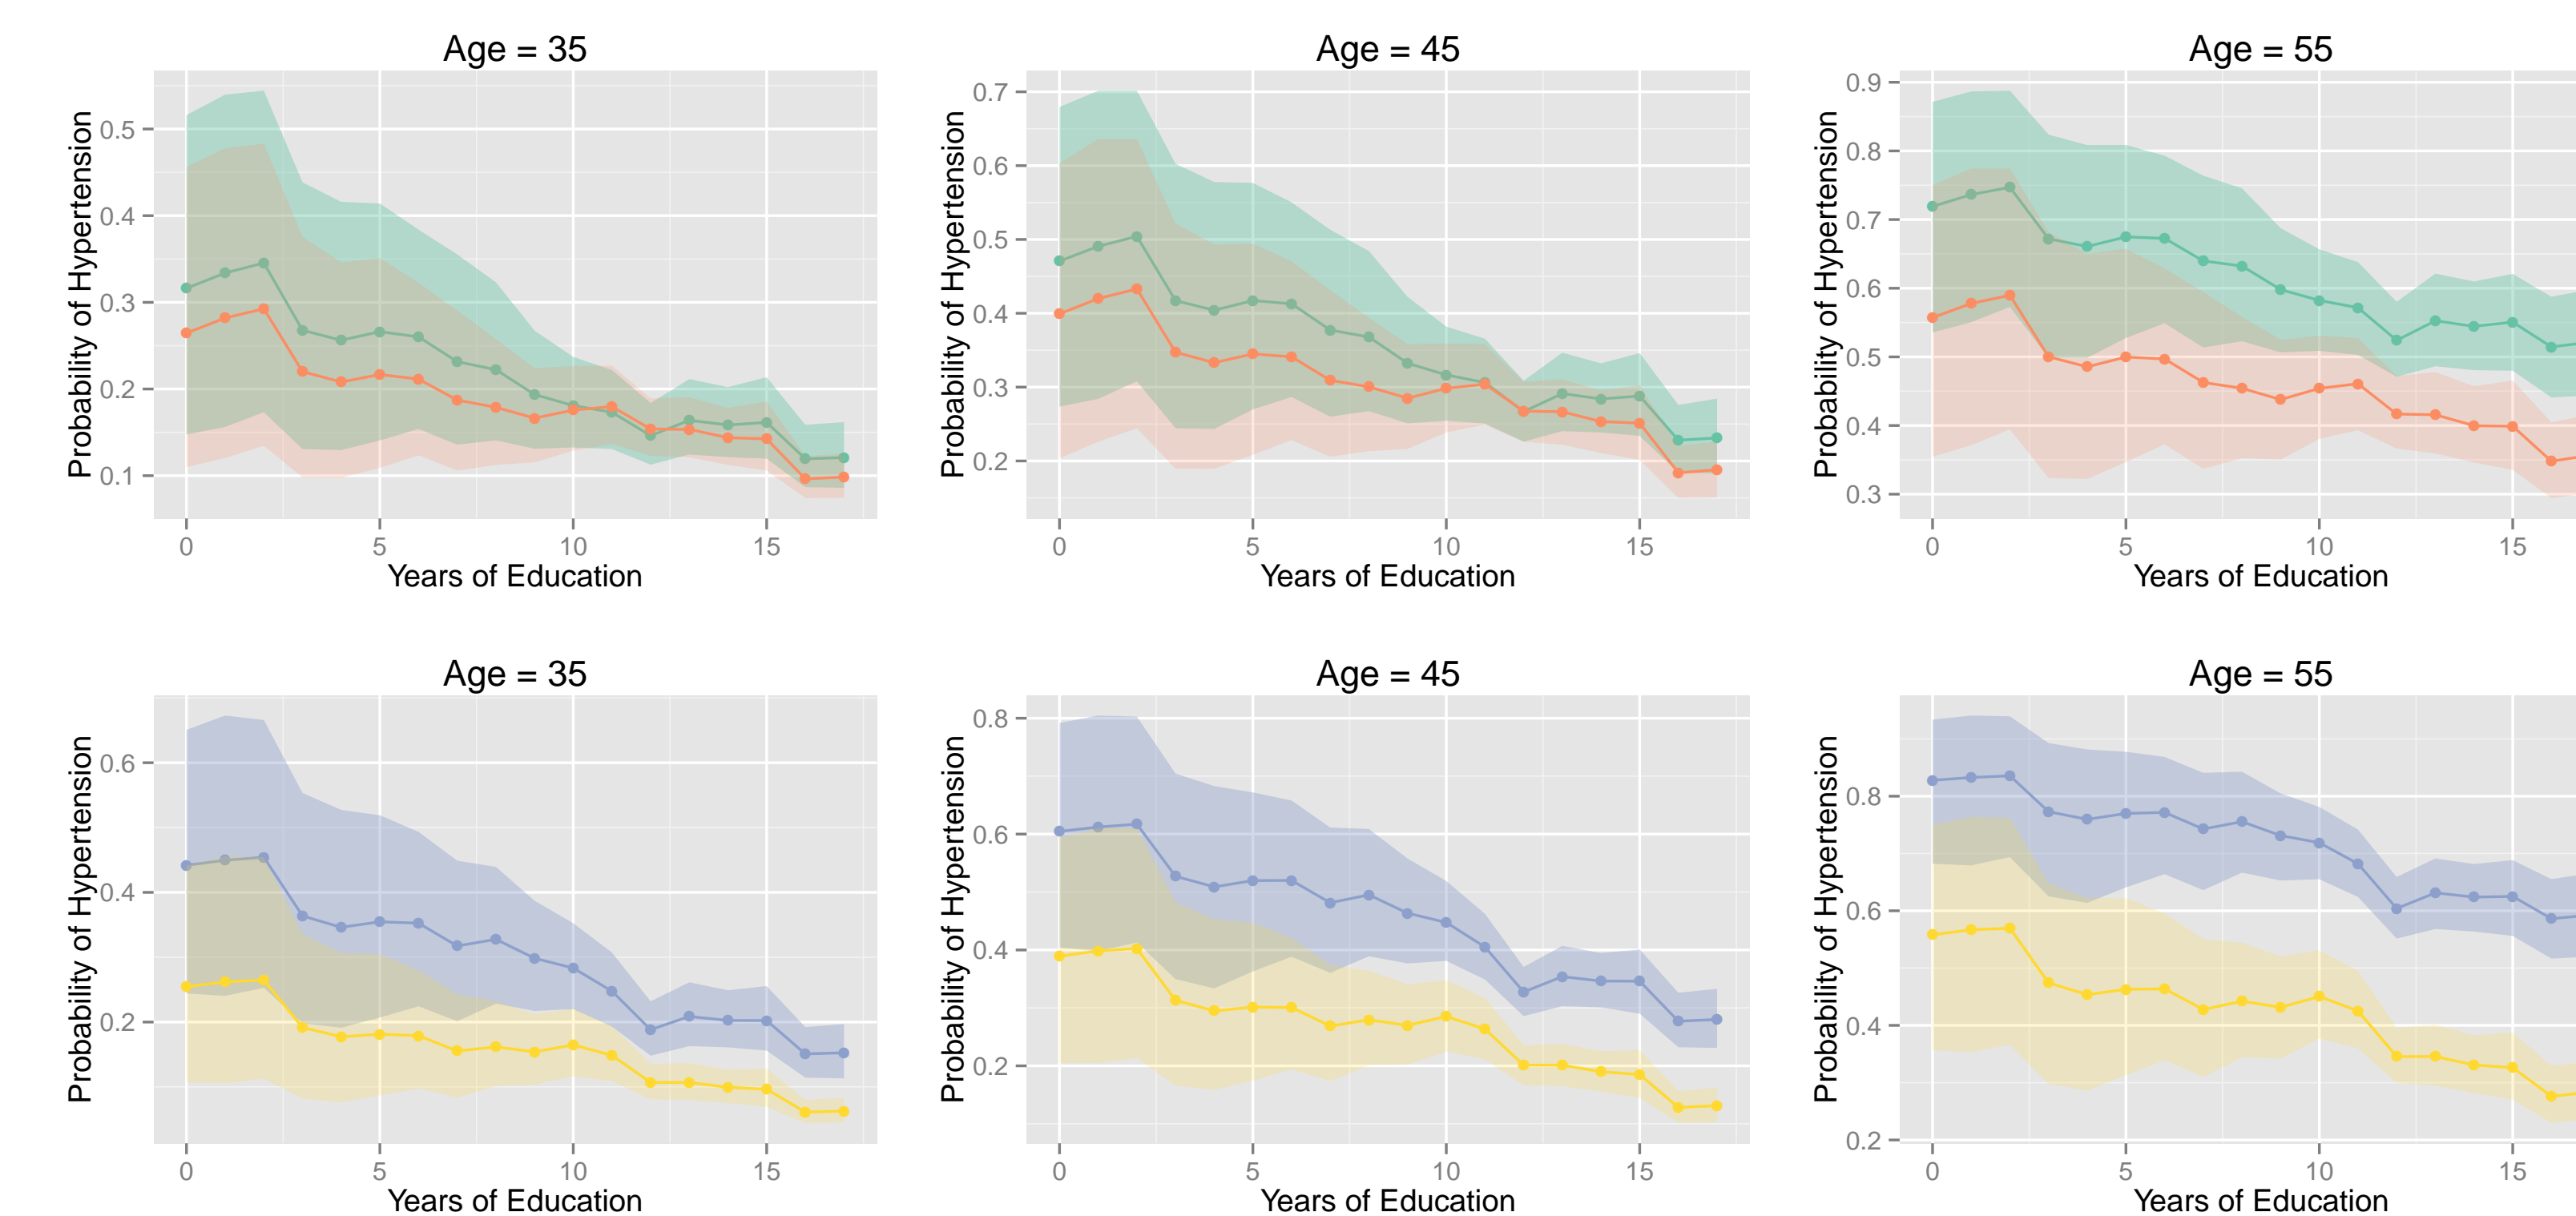 Age = 35
Age = 45
Age = 55
Probability of Hypertension
0.5
0.4
0.3
0.2
0.1
0 5 10 15
Years of Education
Probability of Hypertension
0.7
0.6
0.5
0.4
0.3
0.2
0 5 10 15
Years of Education
Probability of Hypertension
0.9
0.8
0.7
0.6
0.5
0.4
0.3
0 5 10 15
Years of Education
Age = 35
Age = 45
Age = 55
Probability of Hypertension
0.6
0.4
0.2
0 5 10 15
Years of Education
Probability of Hypertension
0.8
0.6
0.4
0.2
0 5 10 15
Years of Education
Probability of Hypertension
0.8
0.6
0.4
0.2
0 5 10 15
Years of Education